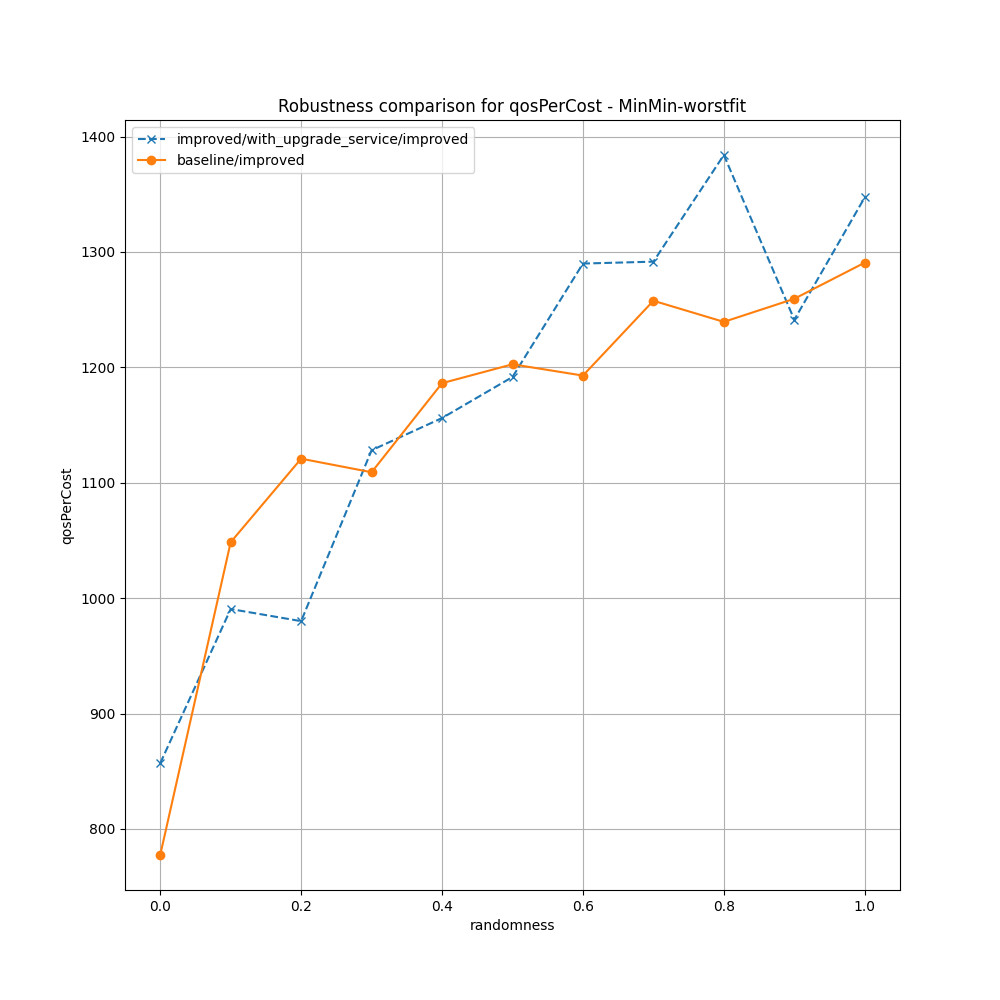 Robustness comparison for qosPerCost - MinMin-worstfit
improved/with_upgrade_service/improved
baseline/improved
1400
1300
1200
1100
1000
900
800
qosPerCost
0.0 0.2 0.4 0.6 0.8 1.0
randomness